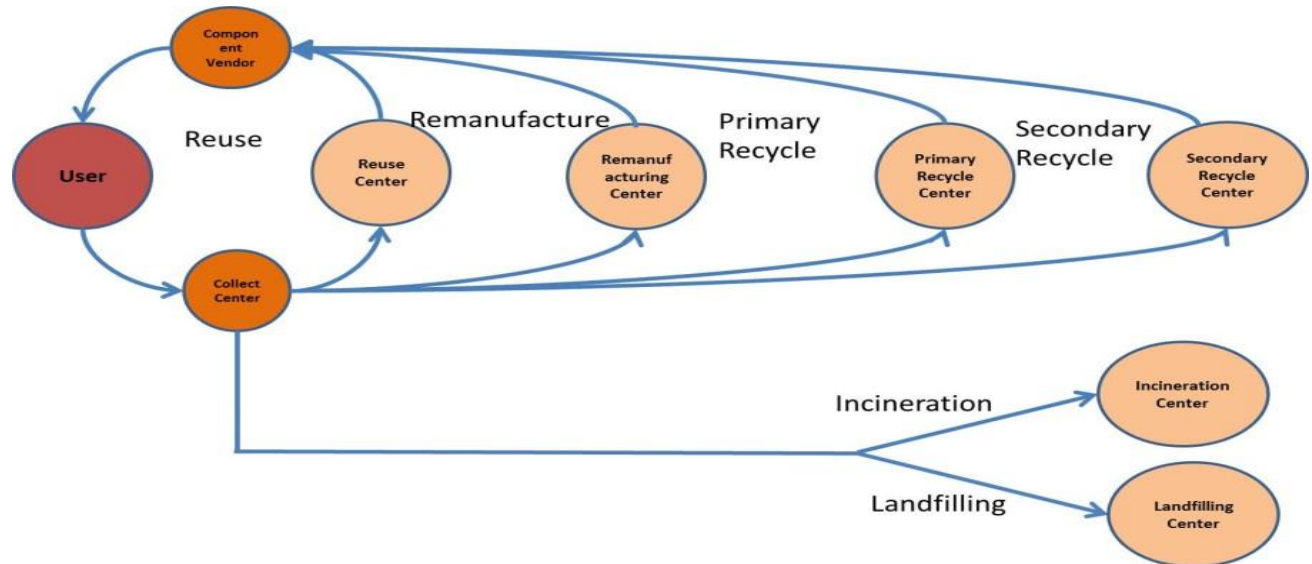 Compon
ent
Vendor
Reuse
Remanufacture
Primary
Recycle
Secondary
Recycle
User
Reuse
Center
Remanuf
acturing
Center
Primary
Recycle
Center
Secondary
Recycle
Center
Collect
Center
Incineration
Incineration
Center
Landfilling
Landfilling
Center